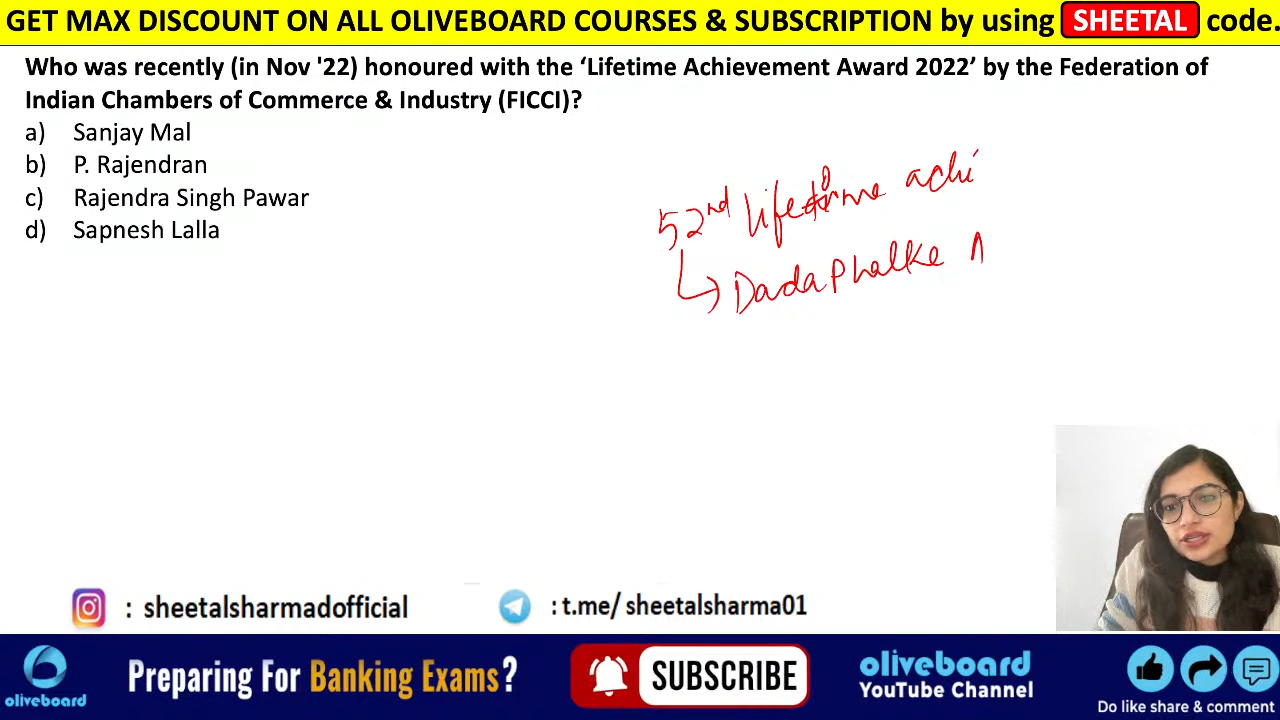 GET MAX DISCOUNT ON ALL OLIVEBOARD COURSES & SUBSCRIPTION by using SHEETAL code.
Who was recently (in Nov '22) honoured with the ‘Lifetime Achievement Award 2022’ by the Federation of
Indian Chambers of Commerce & Industry (FICCI)?
a) Sanjay Mal
b) P. Rajendran
c) Rajendra Singh Pawar
d) Sapnesh Lalla
52nd lifetime achi
Dada Phalke A
: sheetalsharmadofficial
: t.me/ sheetalsharma01
oliveboard
Preparing For Banking Exams?
SUBSCRIBE
oliveboard
YouTube Channel
Do like share & comment